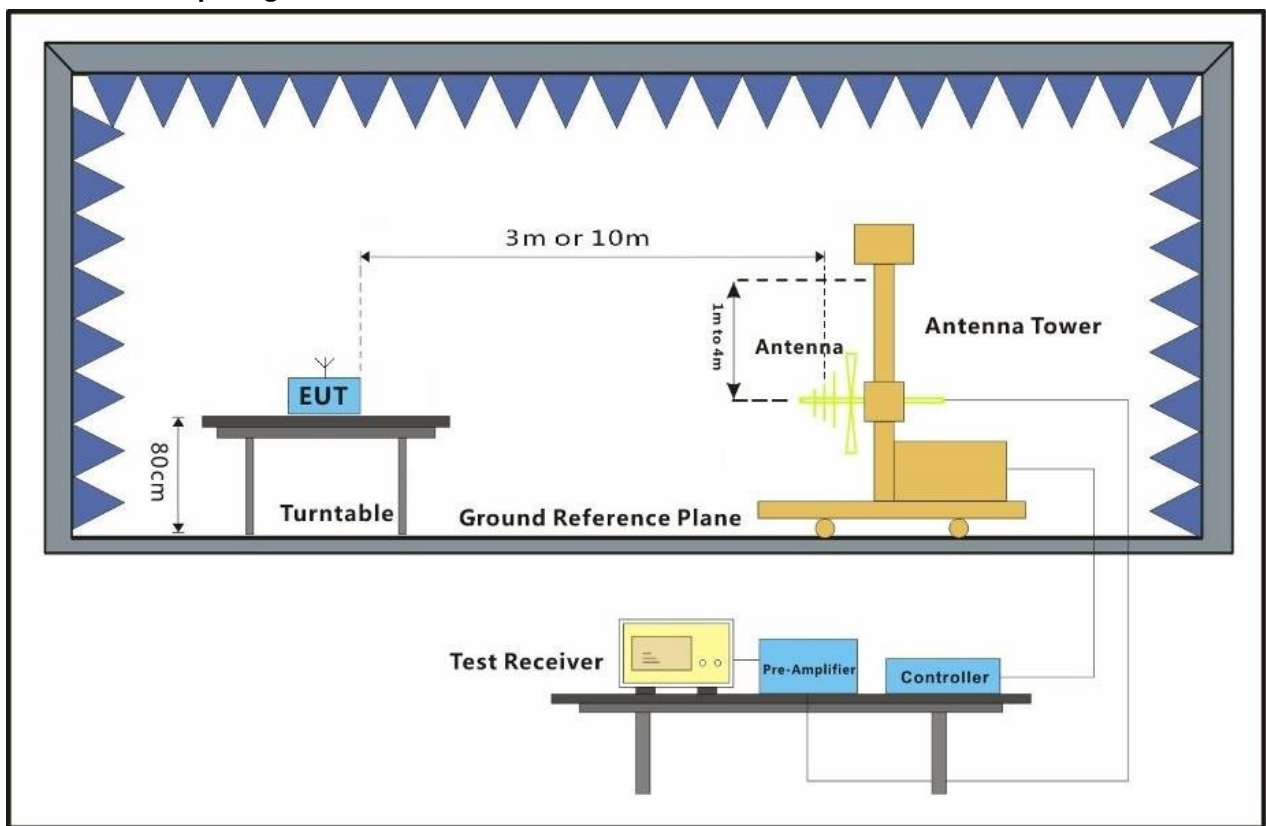 3m or 10m
1m to 4m
Antenna Tower
Antenna
EUT
80cm
Turntable
Ground Reference Plane
Test Receiver
Pre-Amplifier
Controller